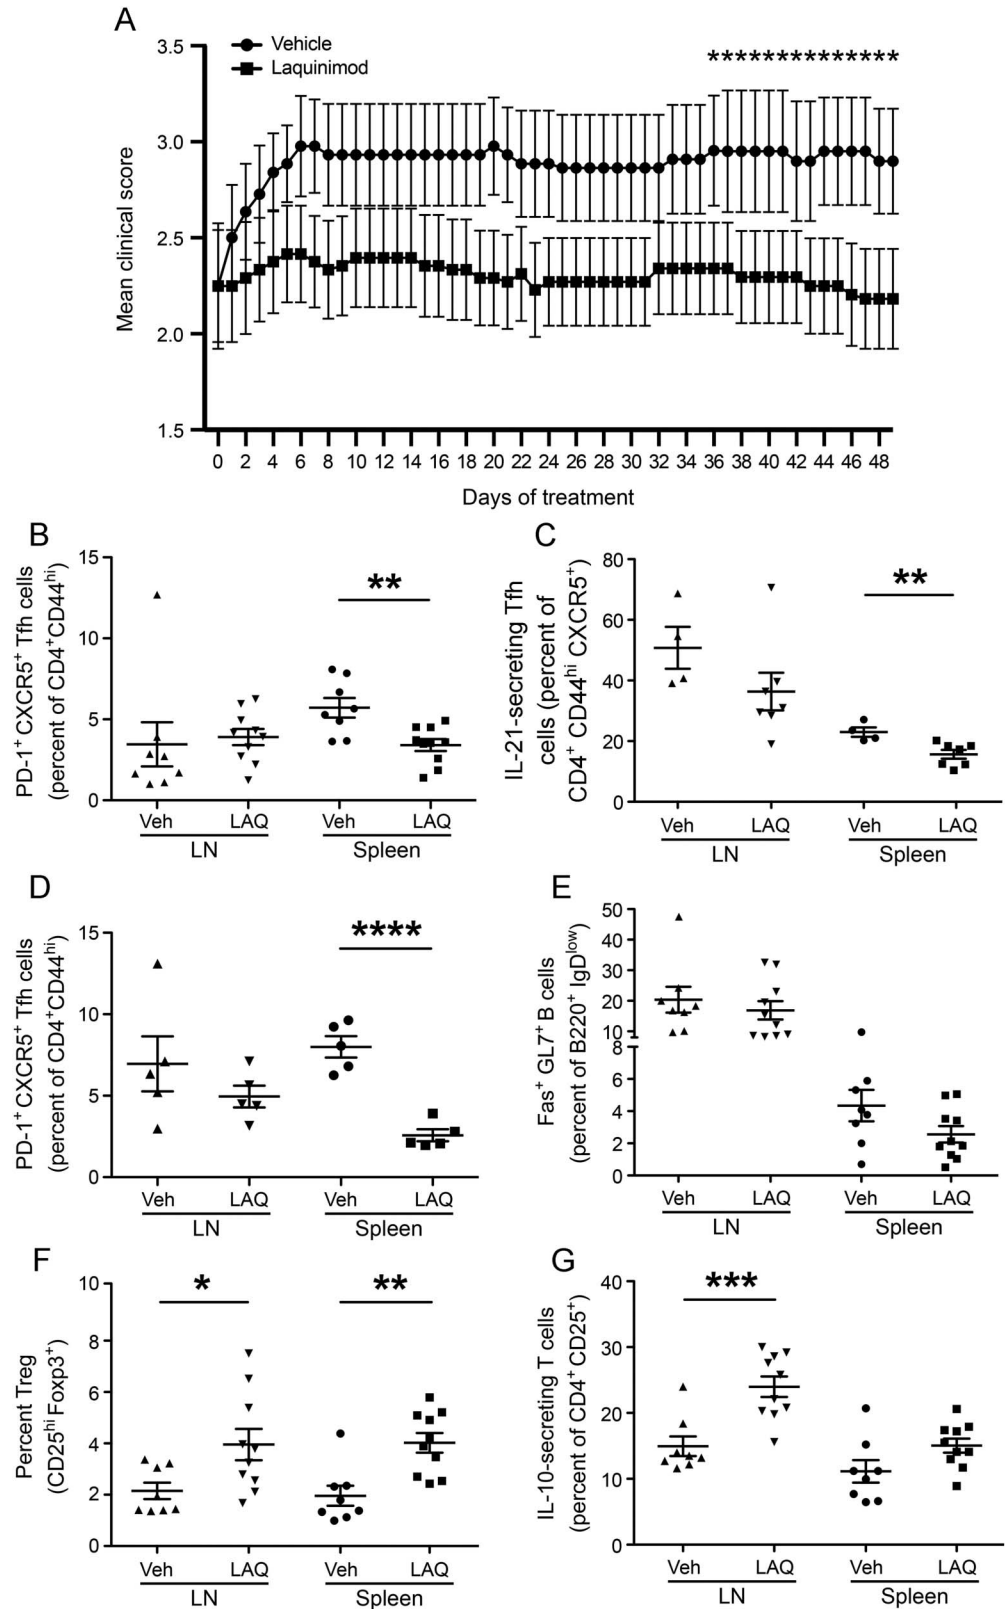 A
Vehicle
Laquinimod
**************
3.5
3.0
2.5
2.0
1.5
Mean clinical score
0 2 4 6 8 10 12 14 16 18 20 22 24 26 28 30 32 34 36 38 40 42 44 46 48
Days of treatment
B
PD-1⁺ CXCR5⁺ Tfh cells
(percent of CD4⁺CD44ʰⁱ)
15
10
5
0
**
Veh LAQ Veh LAQ
LN Spleen
C
IL-21-secreting Tfh
cells (percent of
CD4⁺ CD44ʰⁱ CXCR5⁺)
80
60
40
20
0
**
Veh LAQ Veh LAQ
LN Spleen
D
PD-1⁺ CXCR5⁺ Tfh cells
(percent of CD4⁺CD44ʰⁱ)
15
10
5
0
****
Veh LAQ Veh LAQ
LN Spleen
E
Fas⁺ GL7⁺ B cells
(percent of B220⁺ IgDˡᵒʷ)
50
40
30
20
10
8
6
4
2
0
Veh LAQ Veh LAQ
LN Spleen
F
Percent Treg
(CD25ʰⁱ Foxp3⁺)
10
8
6
4
2
0
* **
Veh LAQ Veh LAQ
LN Spleen
G
IL-10-secreting T cells
(percent of CD4⁺ CD25⁺)
40
30
20
10
0
***
Veh LAQ Veh LAQ
LN Spleen